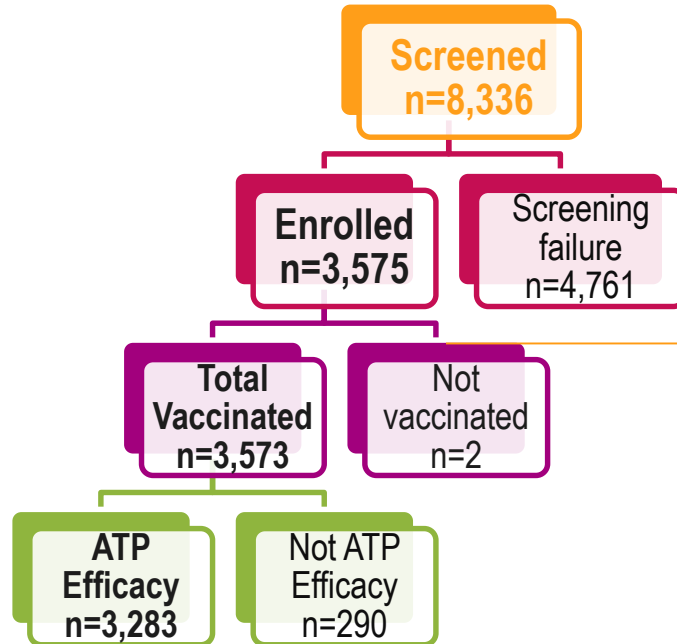 Screened
n=8,336
Enrolled
n=3,575
Screening
failure
n=4,761
Total
Vaccinated
n=3,573
Not
vaccinated
n=2
ATP
Efficacy
n=3,283
Not ATP
Efficacy
n=290